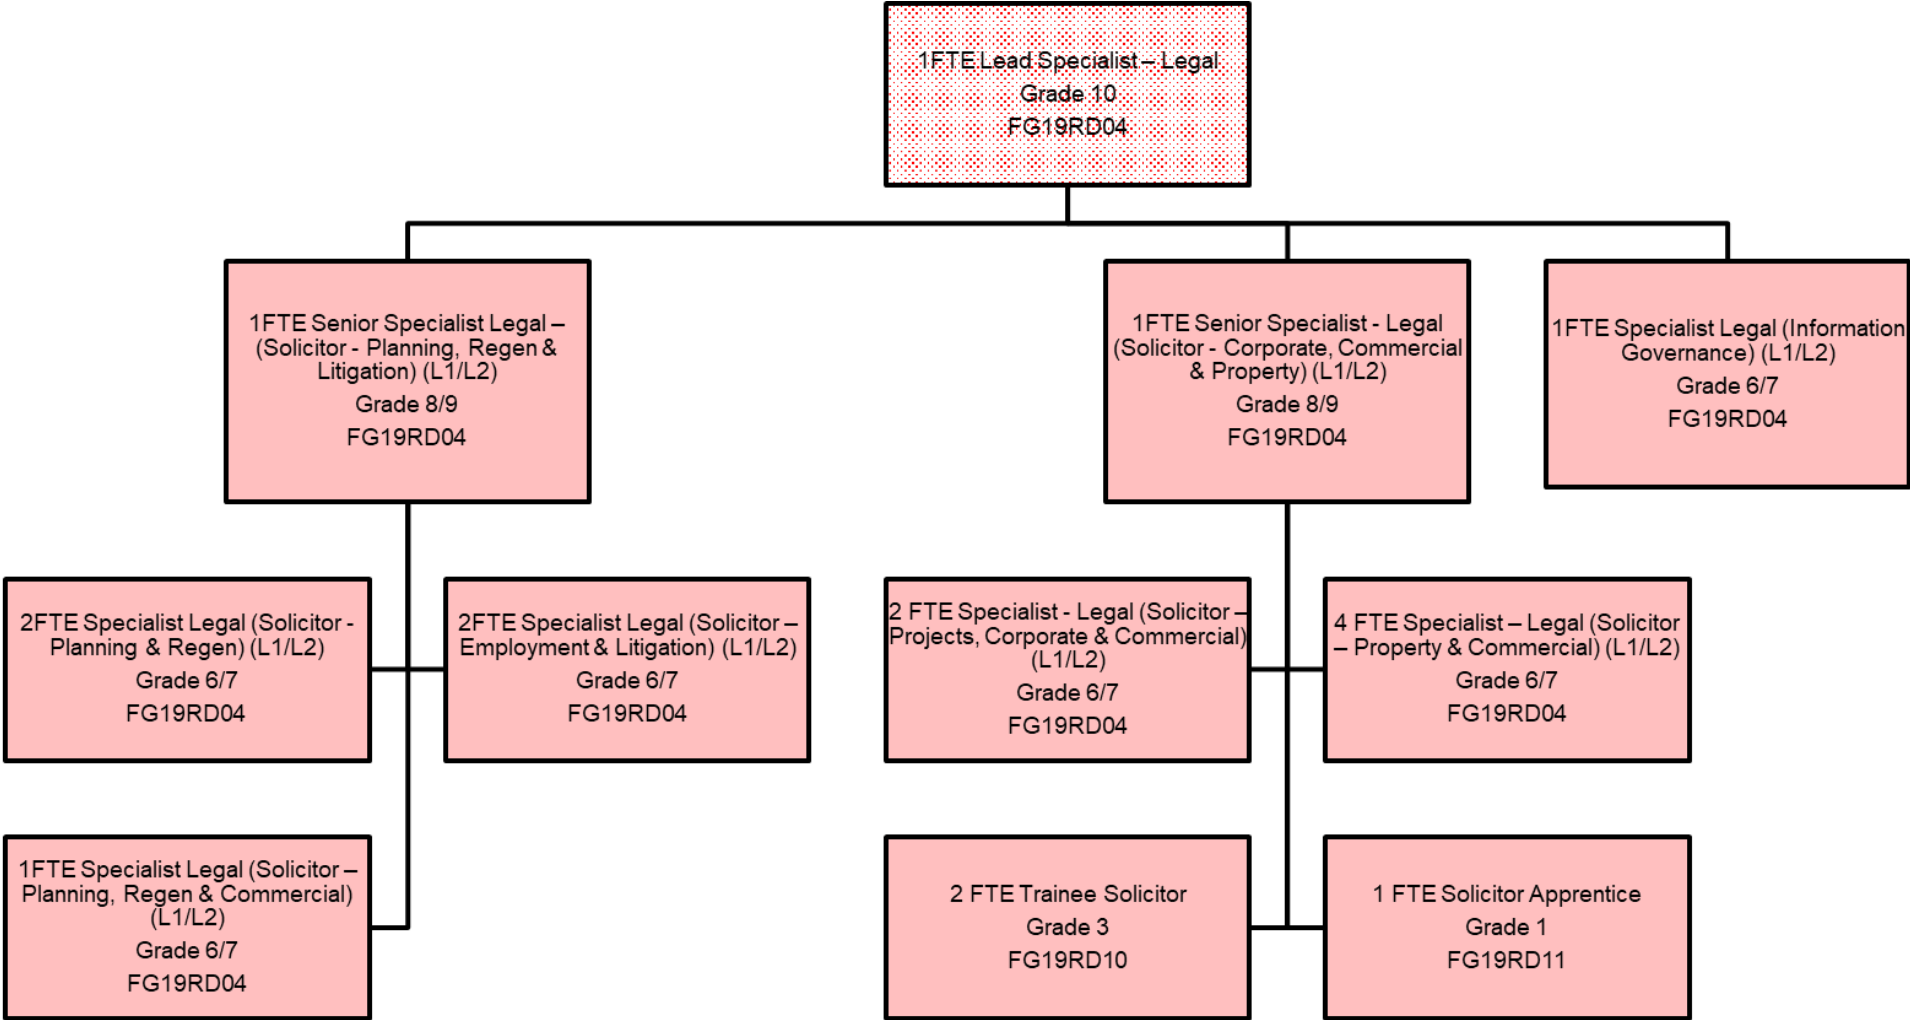 1FTE Lead Specialist – Legal
Grade 10
FG19RD04
1FTE Senior Specialist Legal –
(Solicitor - Planning, Regen &
Litigation) (L1/L2)
Grade 8/9
FG19RD04
1FTE Senior Specialist - Legal
(Solicitor - Corporate, Commercial
& Property) (L1/L2)
Grade 8/9
FG19RD04
1FTE Specialist Legal (Information
Governance) (L1/L2)
Grade 6/7
FG19RD04
2FTE Specialist Legal (Solicitor -
Planning & Regen) (L1/L2)
Grade 6/7
FG19RD04
2FTE Specialist Legal (Solicitor –
Employment & Litigation) (L1/L2)
Grade 6/7
FG19RD04
2 FTE Specialist - Legal (Solicitor –
Projects, Corporate & Commercial)
(L1/L2)
Grade 6/7
FG19RD04
4 FTE Specialist – Legal (Solicitor
– Property & Commercial) (L1/L2)
Grade 6/7
FG19RD04
1FTE Specialist Legal (Solicitor –
Planning, Regen & Commercial)
(L1/L2)
Grade 6/7
FG19RD04
2 FTE Trainee Solicitor
Grade 3
FG19RD10
1 FTE Solicitor Apprentice
Grade 1
FG19RD11